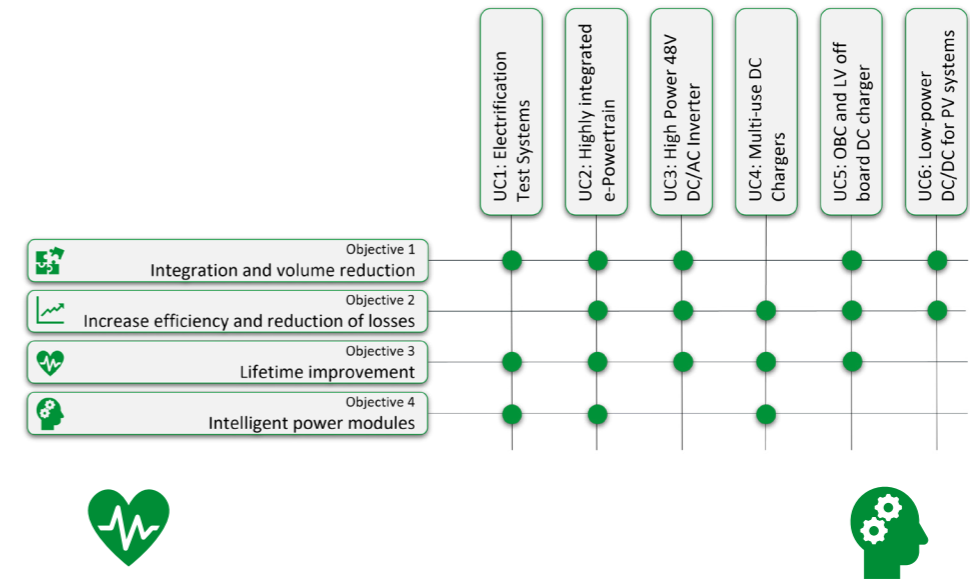 UC1: Electrification
Test Systems
UC2: Highly integrated
e-Powertrain
UC3: High Power 48V
DC/AC Inverter
UC4: Multi-use DC
Chargers
UC5: OBC and LV off
board DC charger
UC6: Low-power
DC/DC for PV systems
Objective 1
Integration and volume reduction
Objective 2
Increase efficiency and reduction of losses
Objective 3
Lifetime improvement
Objective 4
Intelligent power modules